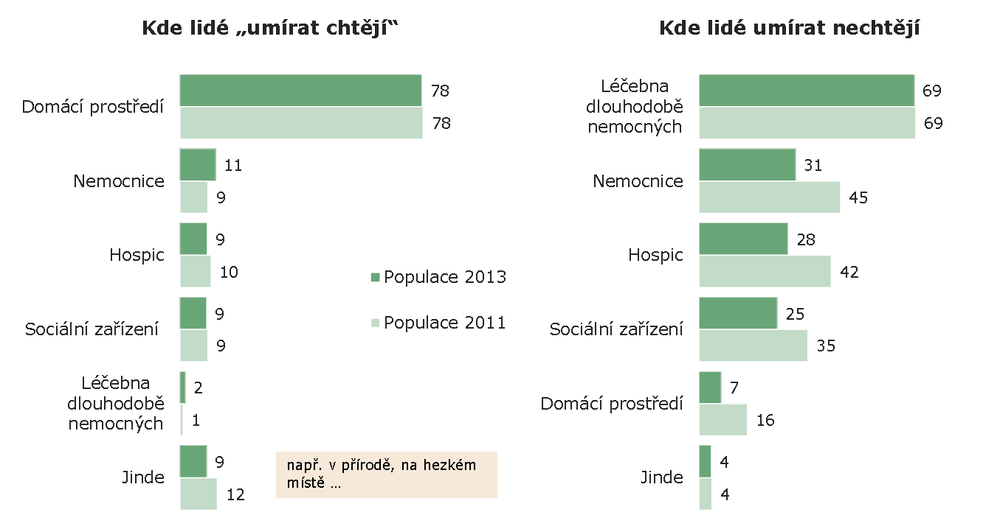 Kde lidé „umírat chtějí“
Domácí prostředí
78
78
Nemocnice
11
9
Hospic
9
10
Sociální zařízení
9
9
Léčebna
dlouhodobě
nemocných
2
1
Jinde
9
12
Populace 2013
Populace 2011
např. v přírodě, na hezkém
místě ...
Kde lidé umírat nechtějí
Léčebna
dlouhodobě
nemocných
69
69
Nemocnice
31
45
Hospic
28
42
Sociální zařízení
25
35
Domácí prostředí
7
16
Jinde
4
4